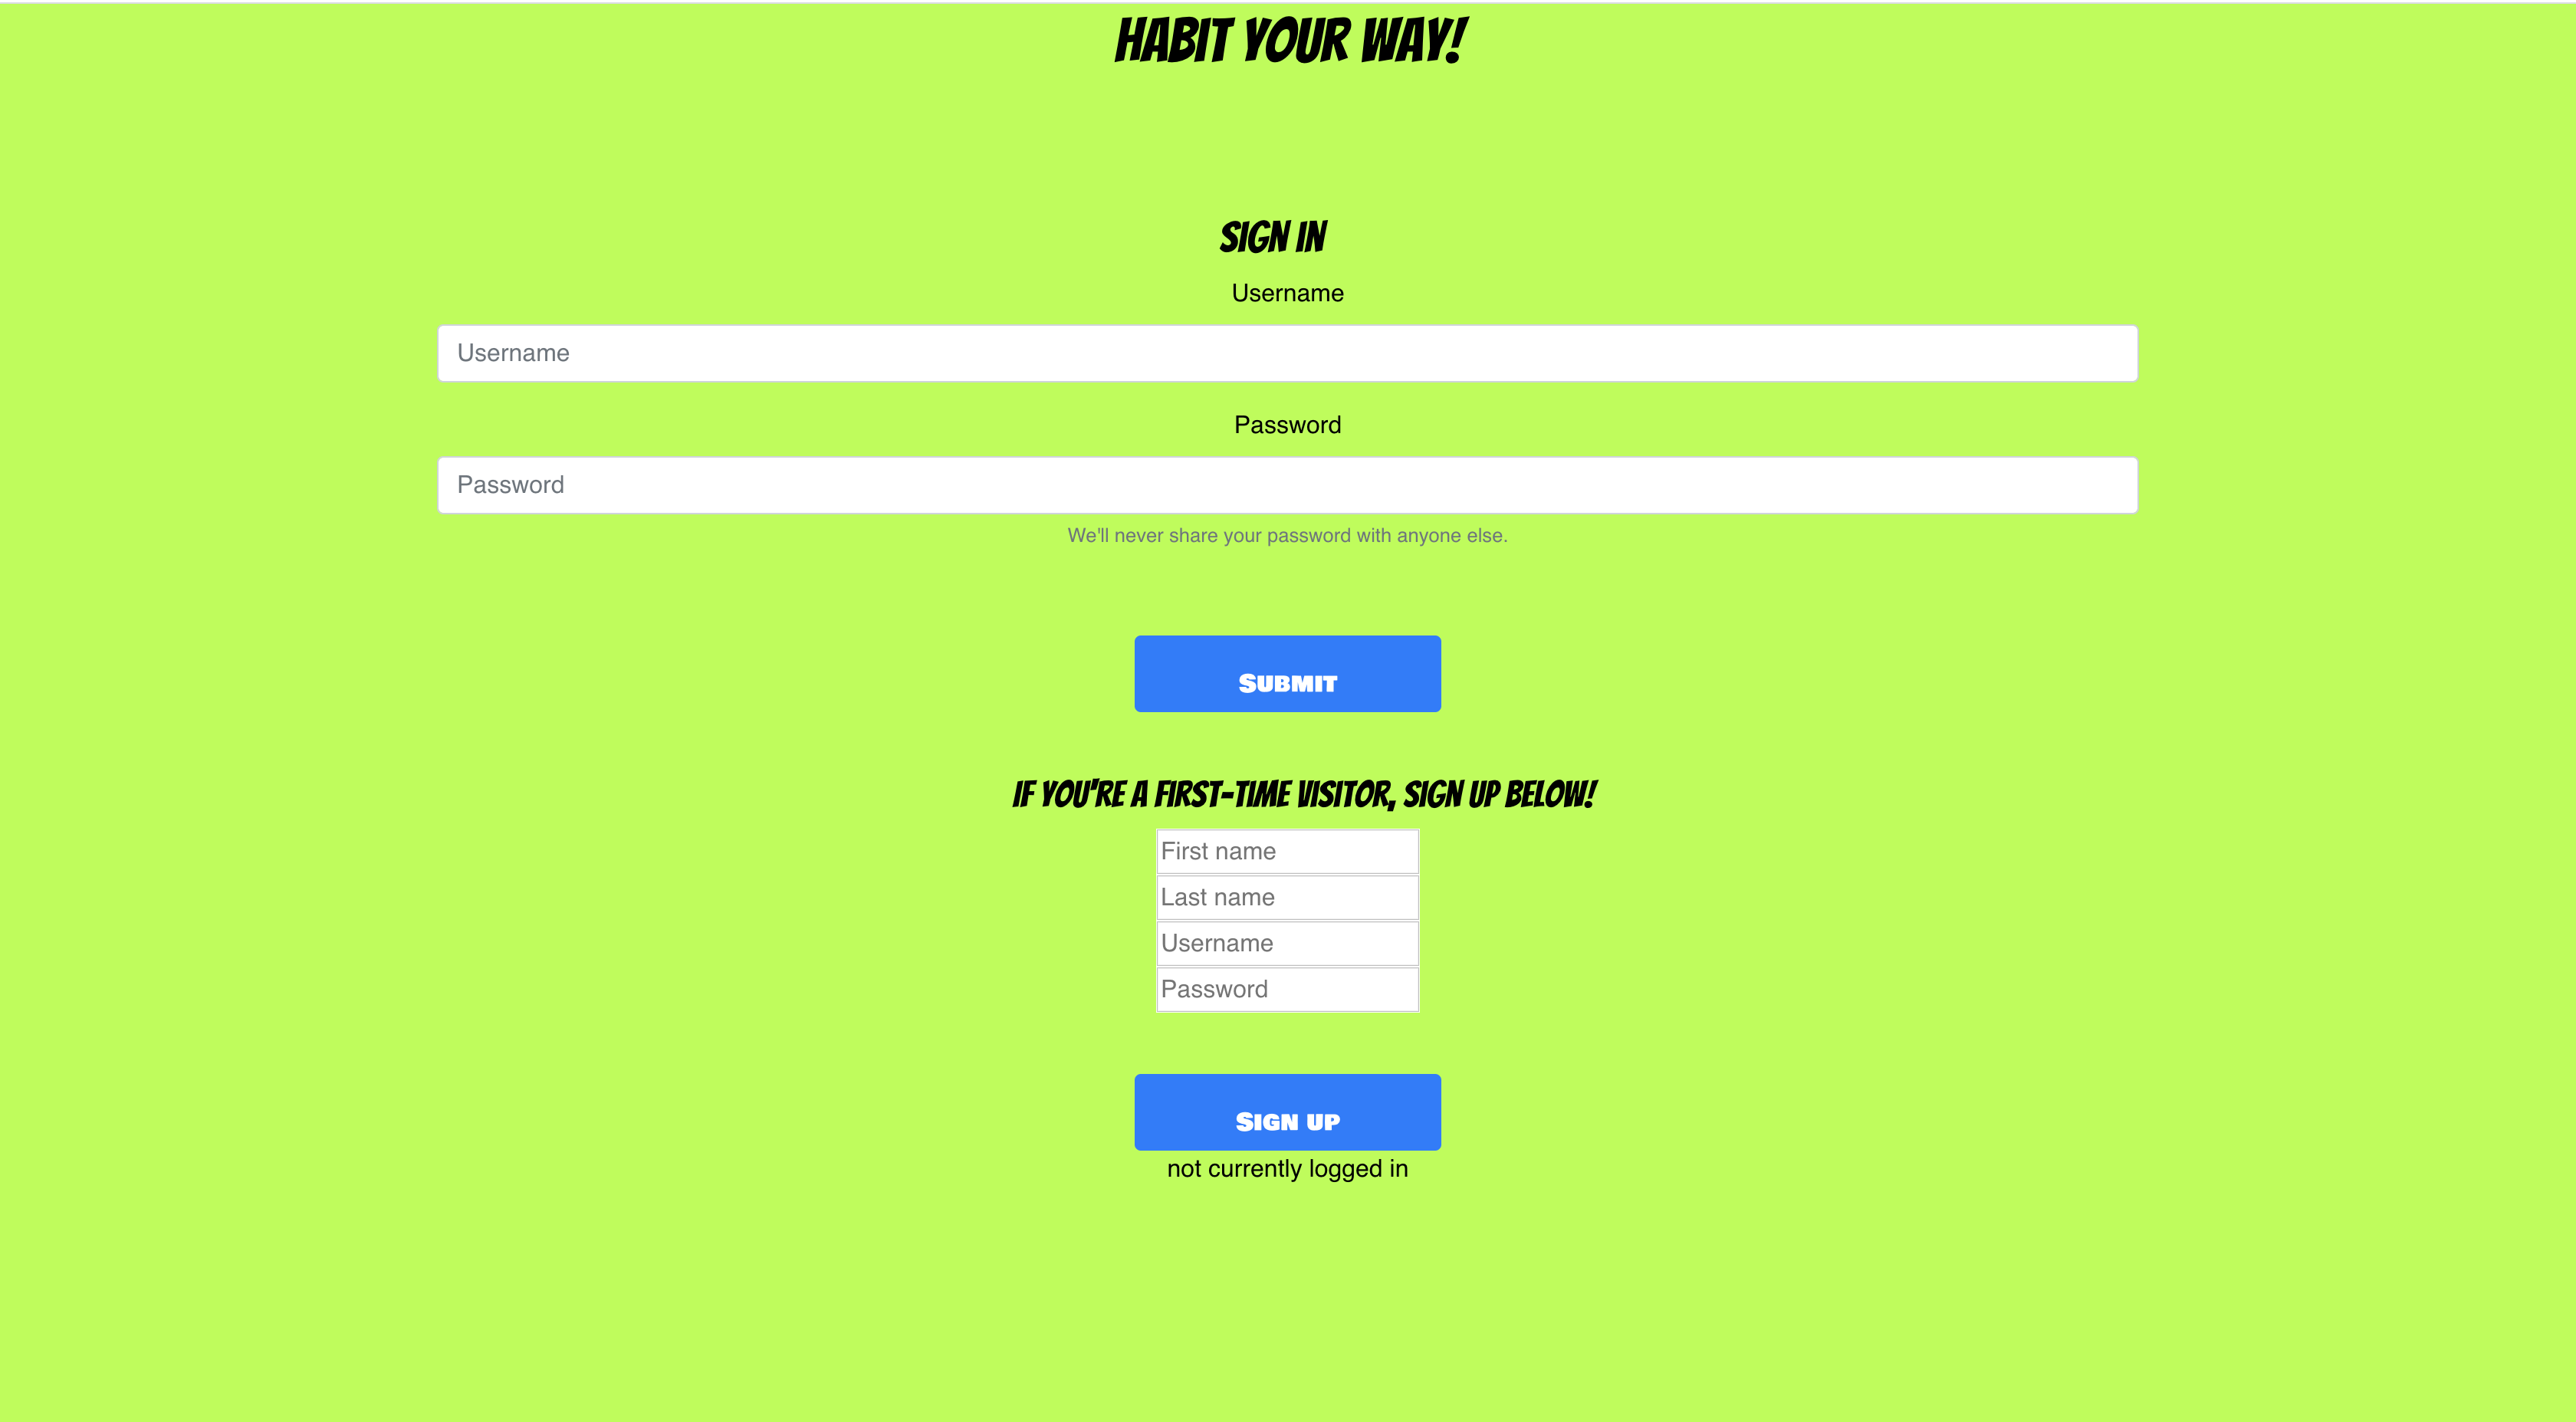 HABIT YOUR WAY!
SIGN IN
Username
Username
Password
Password
We'll never share your password with anyone else.
Submit
IF YOU'RE A FIRST-TIME VISITOR, SIGN UP BELOW!
First name
Last name
Username
Password
Sign up
not currently logged in